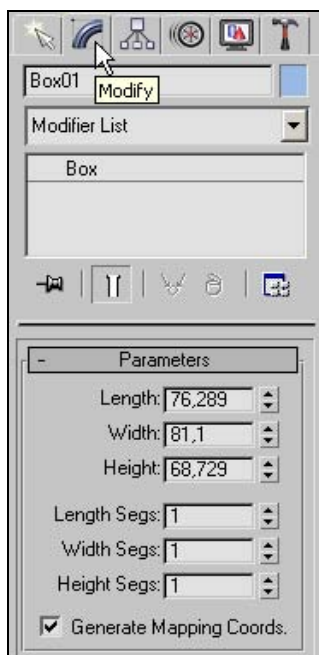 Box01
Modify
Modifier List
Box
- Parameters
Length: 76,289
Width: 81,1
Height: 68,729
Length Segs: 1
Width Segs: 1
Height Segs: 1
Generate Mapping Coords.